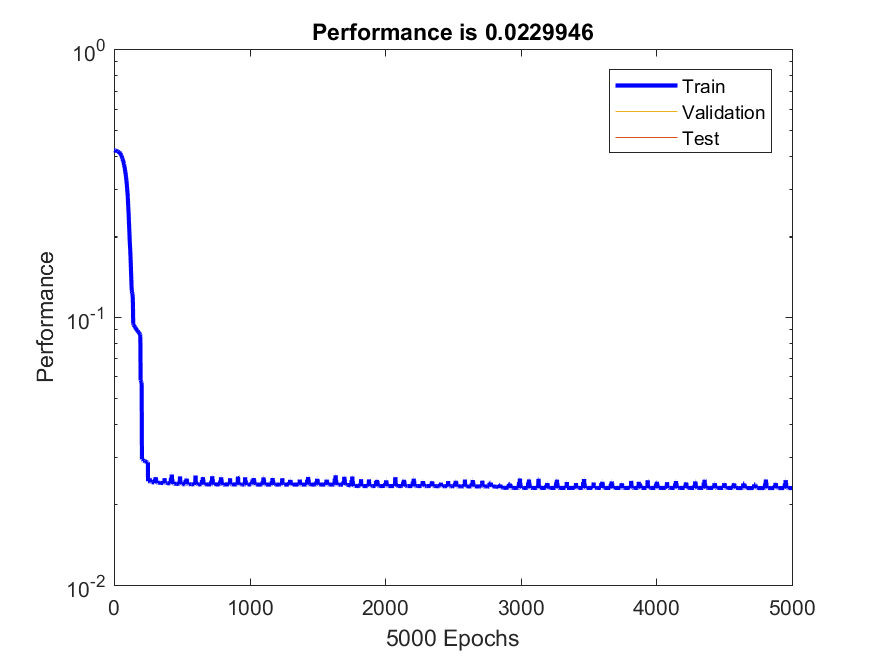 Performance is 0.0229946
10^0
Train
Validation
Test
Performance
10^-1
10^-2
0 1000 2000 3000 4000 5000
5000 Epochs